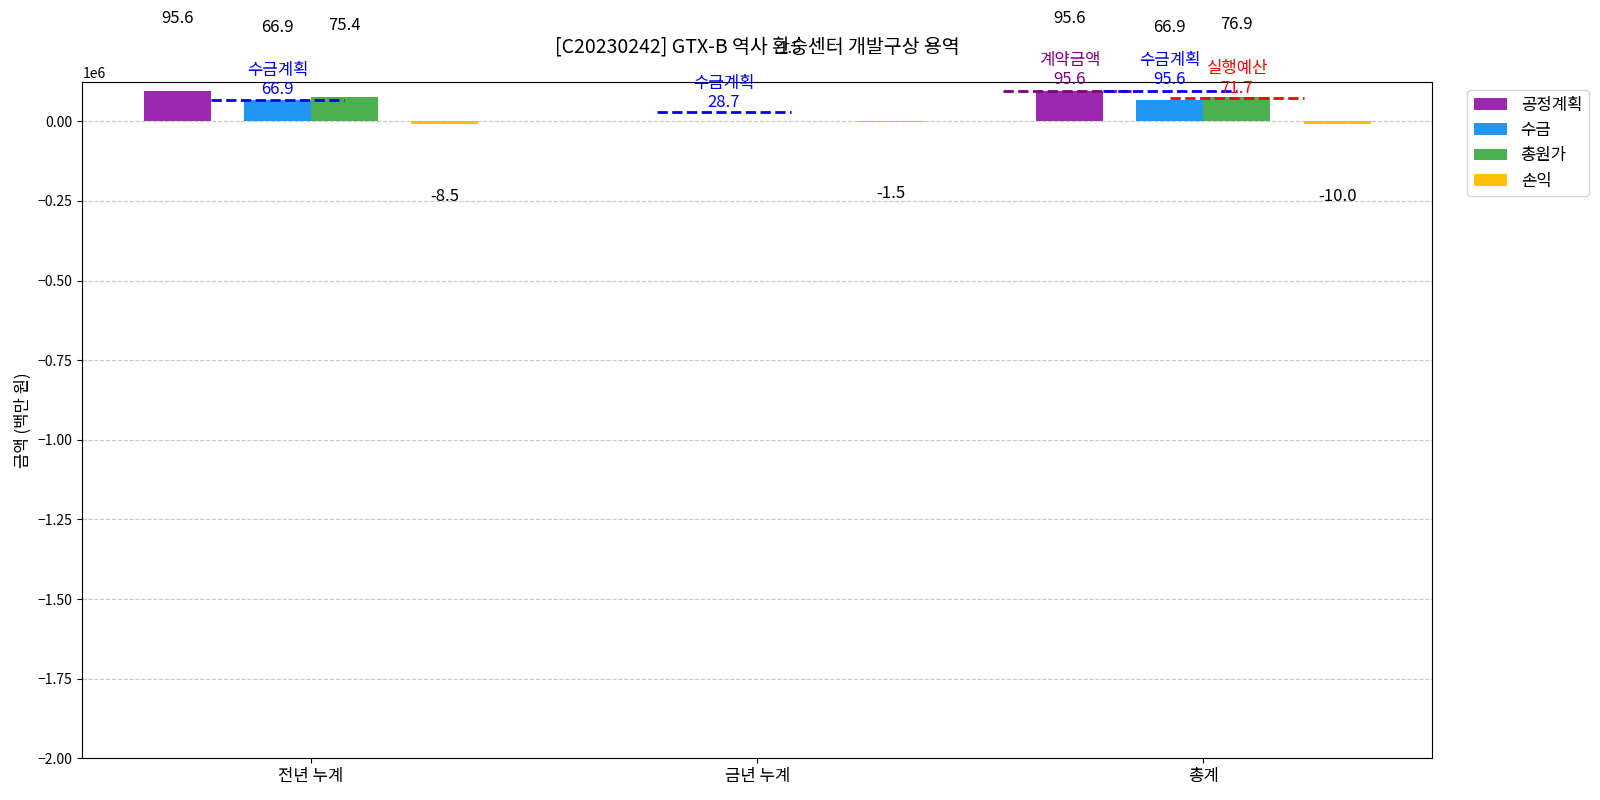 95.6
66.9
75.4
95.6
66.9
76.9
[C20230242] GTX-B 역사 환승센터 개발구상 용역
1e6
수금계획
66.9
수금계획
28.7
계약금액
95.6
수금계획
95.6
실행예산
71.7
공정계획
수금
총원가
손익
-8.5
-1.5
-10.0
0.00
−0.25
−0.50
−0.75
−1.00
−1.25
−1.50
−1.75
−2.00
금액 (백만 원)
전년 누계
금년 누계
총계